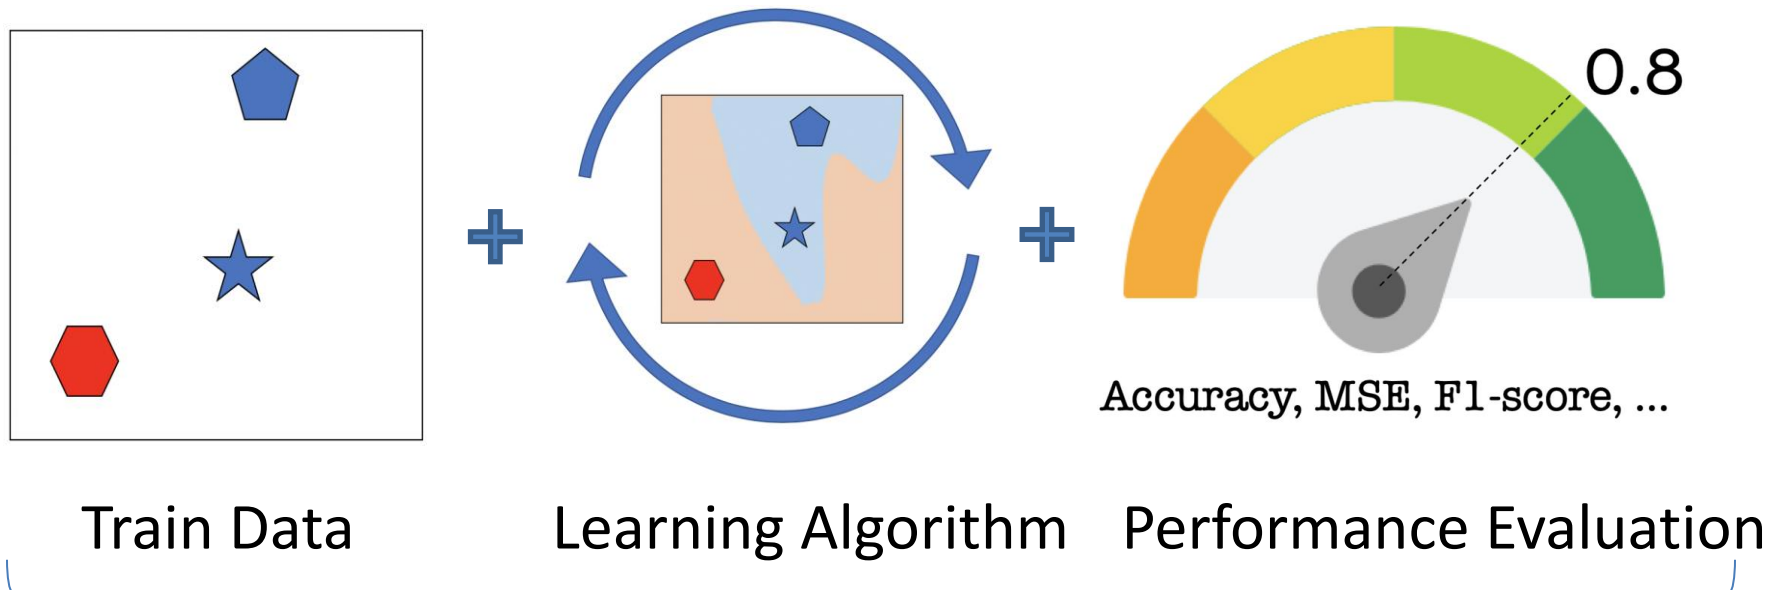 0.8
Accuracy, MSE, F1-score, ...
Train Data
Learning Algorithm
Performance Evaluation